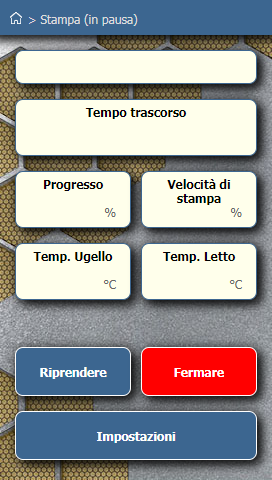 > Stampa (in pausa)
Tempo trascorso
Progresso
%
Velocità di
stampa
%
Temp. Ugello
°C
Temp. Letto
°C
Riprendere
Fermare
Impostazioni